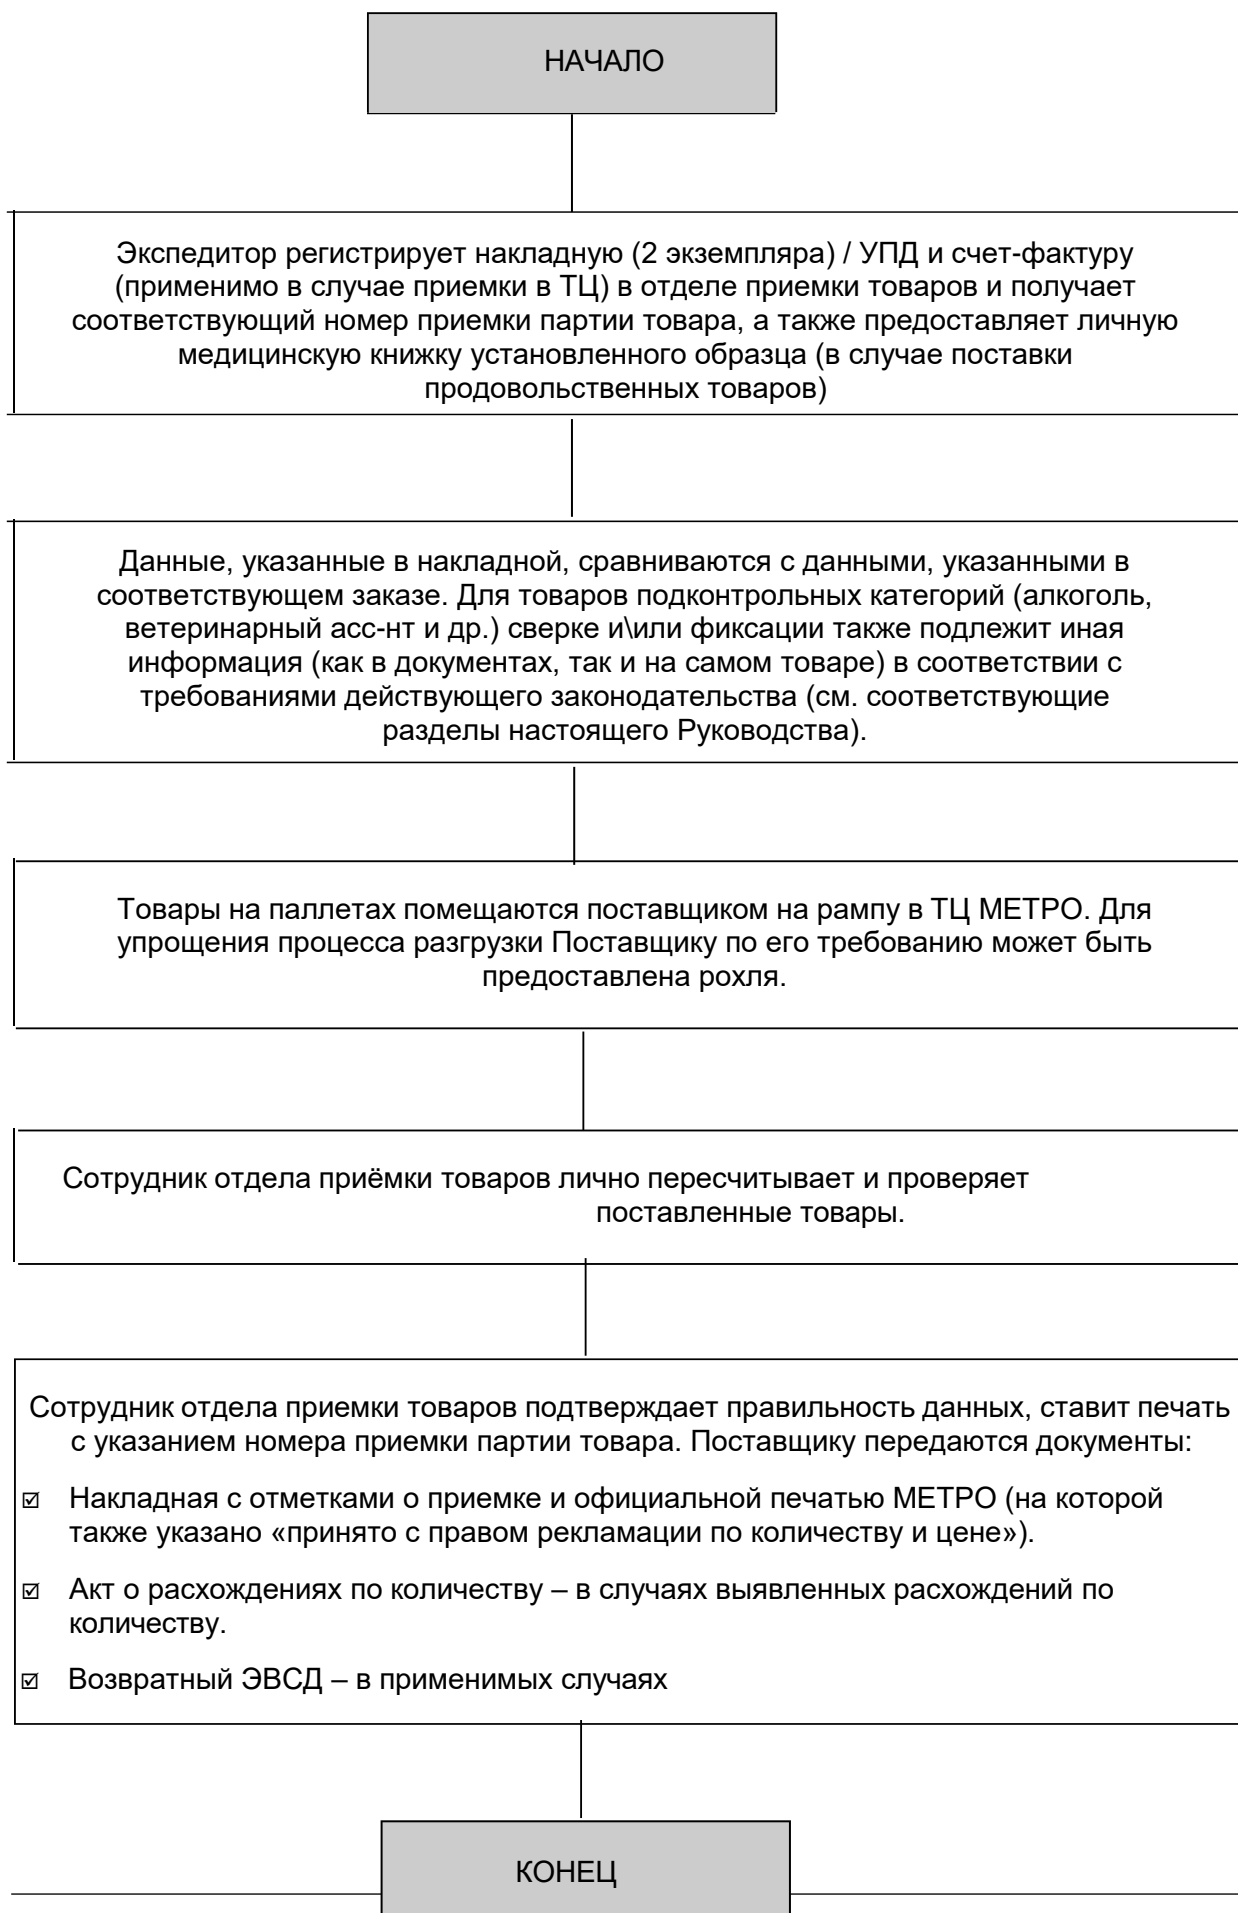 НАЧАЛО
Экспедитор регистрирует накладную (2 экземпляра) / УПД и счет-фактуру
(применимо в случае приемки в ТЦ) в отделе приемки товаров и получает
соответствующий номер приемки партии товара, а также предоставляет личную
медицинскую книжку установленного образца (в случае поставки
продовольственных товаров)
Данные, указанные в накладной, сравниваются с данными, указанными в
соответствующем заказе. Для товаров подконтрольных категорий (алкоголь,
ветеринарный асс-нт и др.) сверке и\или фиксации также подлежит иная
информация (как в документах, так и на самом товаре) в соответствии с
требованиями действующего законодательства (см. соответствующие
разделы настоящего Руководства).
Товары на паллетах помещаются поставщиком на рампу в ТЦ МЕТРО. Для
упрощения процесса разгрузки Поставщику по его требованию может быть
предоставлена рохля.
Сотрудник отдела приёмки товаров лично пересчитывает и проверяет
поставленные товары.
Сотрудник отдела приемки товаров подтверждает правильность данных, ставит печать
с указанием номера приемки партии товара. Поставщику передаются документы:
☑ Накладная с отметками о приемке и официальной печатью МЕТРО (на которой
также указано «принято с правом рекламации по количеству и цене»).
☑ Акт о расхождениях по количеству – в случаях выявленных расхождений по
количеству.
☑ Возвратный ЭВСД – в применимых случаях
КОНЕЦ